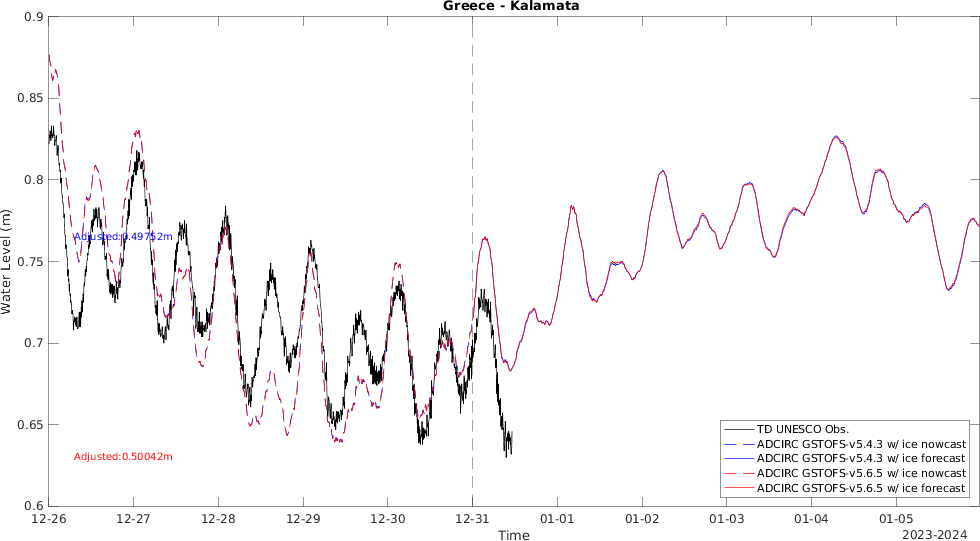 Greece - Kalamata
0.9
0.85
0.8
0.75
0.7
0.65
0.6
Water Level (m)
Adjusted:0.49752m
Adjusted:0.50042m
TD UNESCO Obs.
ADCIRC GSTOFS-v5.4.3 w/ ice nowcast
ADCIRC GSTOFS-v5.4.3 w/ ice forecast
ADCIRC GSTOFS-v5.6.5 w/ ice nowcast
ADCIRC GSTOFS-v5.6.5 w/ ice forecast
12-26 12-27 12-28 12-29 12-30 12-31 01-01 01-02 01-03 01-04 01-05
Time
2023-2024